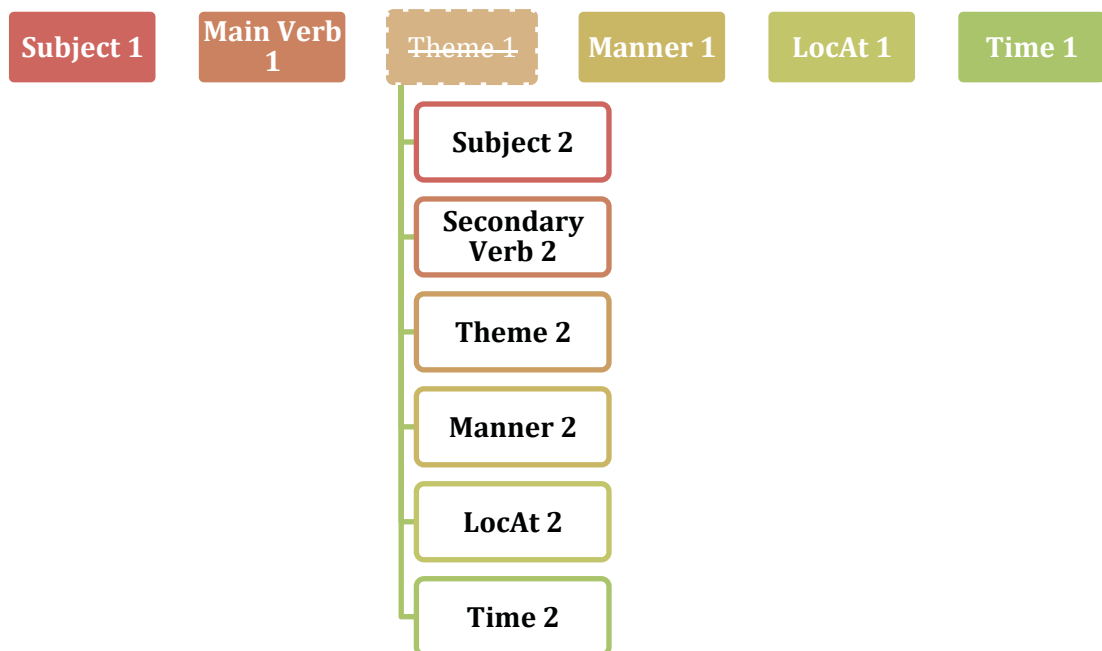 Subject 1
Main Verb
1
Theme 1
Manner 1
LocAt 1
Time 1
Subject 2
Secondary
Verb 2
Theme 2
Manner 2
LocAt 2
Time 2